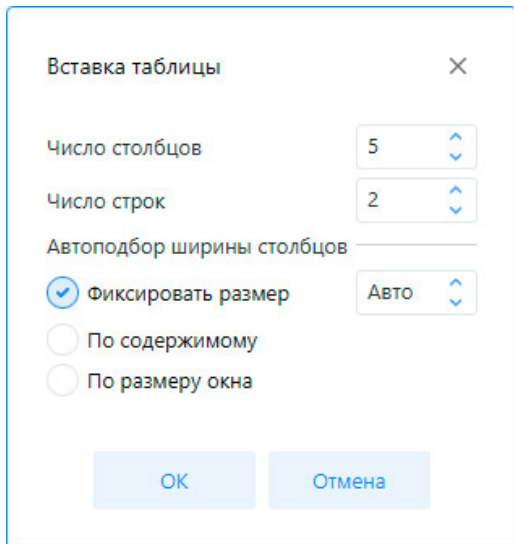 Вставка таблицы
Число столбцов 5
Число строк 2
Автоподбор ширины столбцов
Фиксировать размер Авто
По содержимому
По размеру окна
ОК Отмена